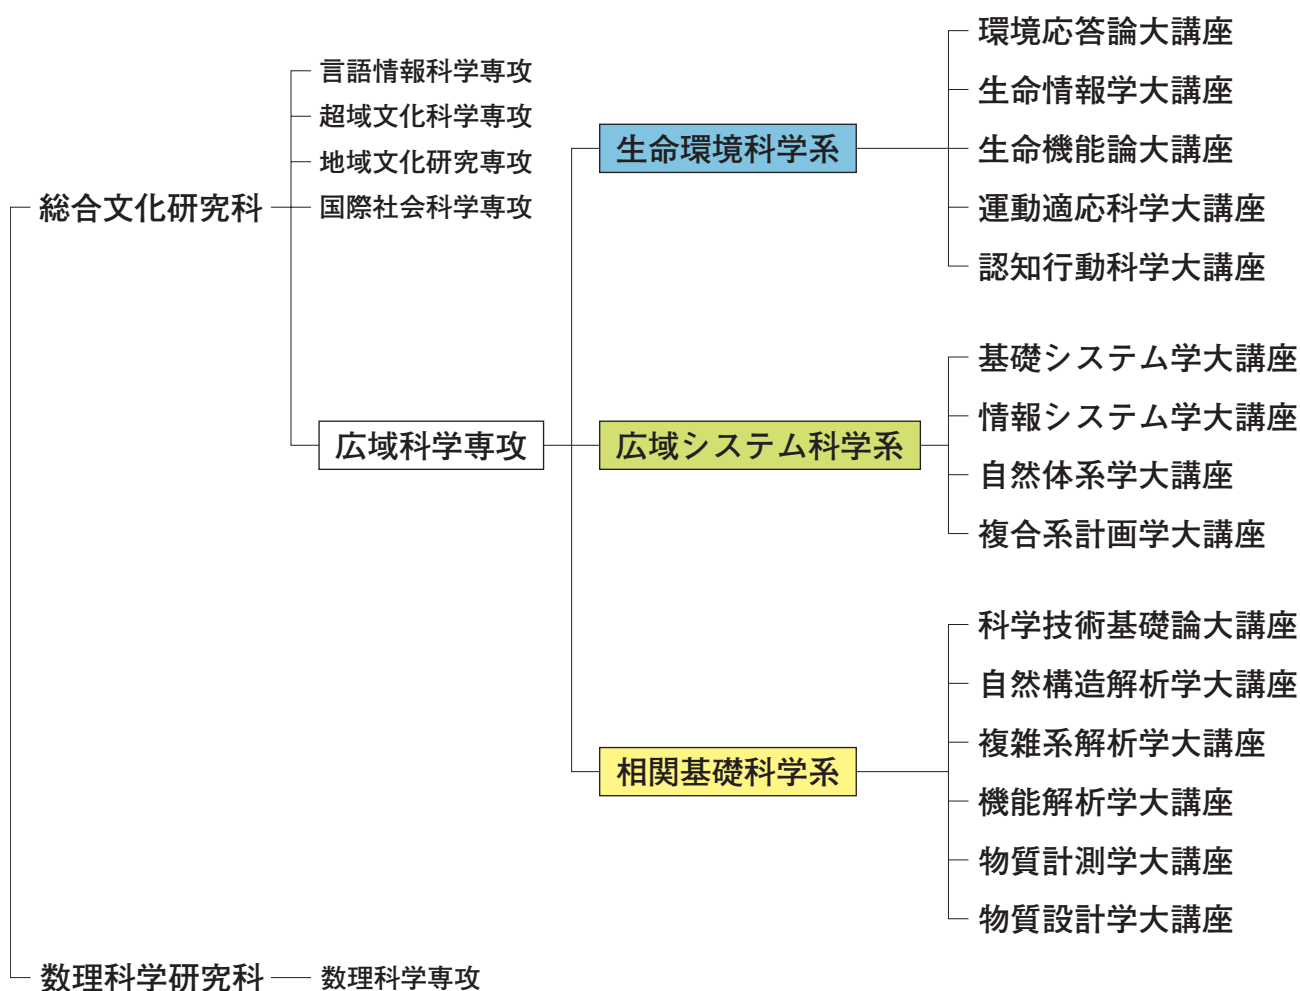 総合文化研究科
言語情報科学専攻
超域文化科学専攻
地域文化研究専攻
国際社会科学専攻
広域科学専攻
生命環境科学系
環境応答論大講座
生命情報学大講座
生命機能論大講座
運動適応科学大講座
認知行動科学大講座
広域システム科学系
基礎システム学大講座
情報システム学大講座
自然体系学大講座
複合系計画学大講座
相関基礎科学系
科学技術基礎論大講座
自然構造解析学大講座
複雑系解析学大講座
機能解析学大講座
物質計測学大講座
物質設計学大講座
数理科学研究科
数理科学専攻